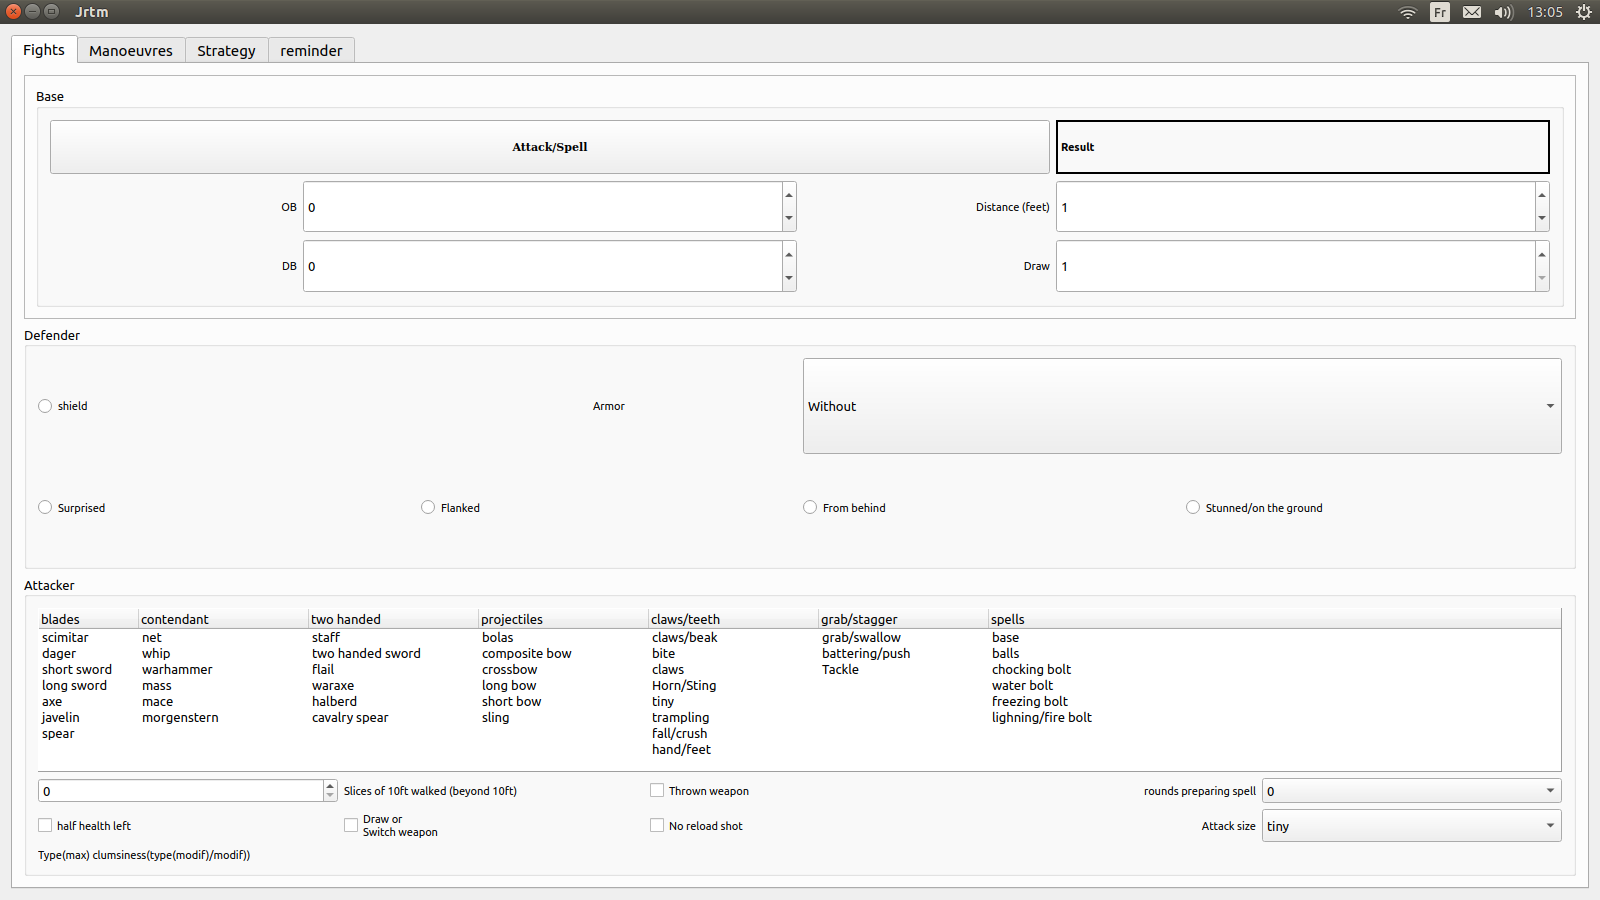 Jrtm
Fr
13:05
Fights Manoeuvres Strategy reminder
Base
Attack/Spell Result
OB 0 Distance (feet) 1
DB 0 Draw 1
Defender
shield Armor Without
Surprised Flanked From behind Stunned/on the ground
Attacker
blades contendant two handed projectiles claws/teeth grab/stagger spells
scimitar net staff bolas claws/beak grab/swallow base
dager whip two handed sword composite bow bite battering/push balls
short sword warhammer flail crossbow claws Tackle chocking bolt
long sword mass waraxe long bow Horn/Sting water bolt
axe mace halberd short bow tiny freezing bolt
javelin morgenstern cavalry spear sling trampling lighning/fire bolt
spear fall/crush
hand/feet
0 Slices of 10ft walked (beyond 10ft) Thrown weapon rounds preparing spell 0
half health left Draw or
Switch weapon No reload shot Attack size tiny
Type(max) clumsiness(type(modif)/modif))